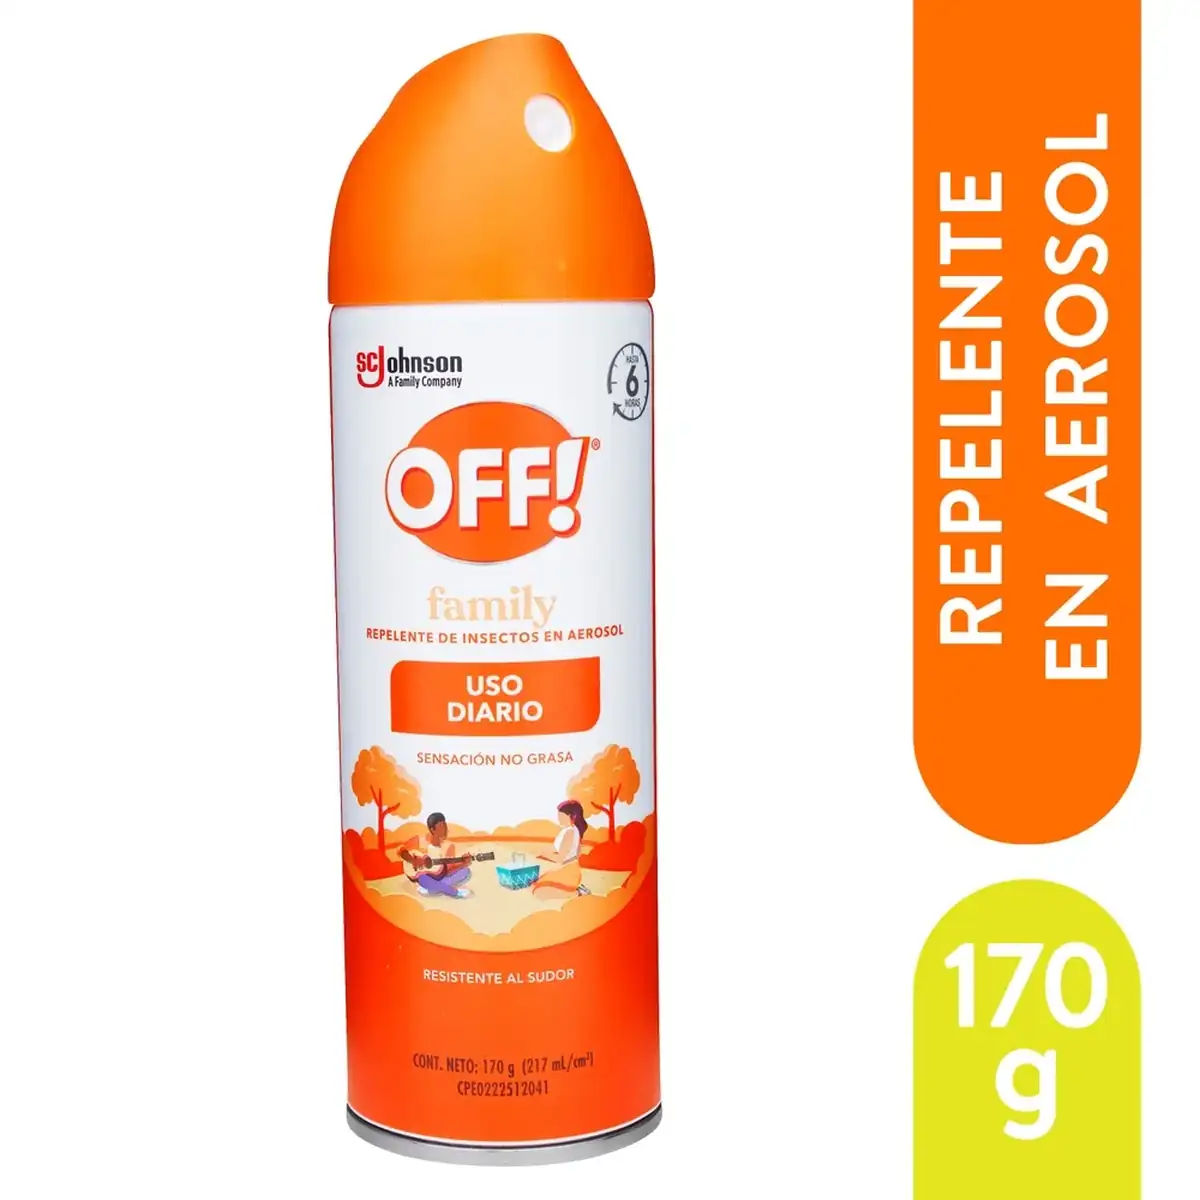 SC Johnson
A Family Company
HASTA
6
HORAS
OFF!®
family
REPELENTE DE INSECTOS EN AEROSOL
USO
DIARIO
SENSACIÓN NO GRASA
RESISTENTE AL SUDOR
CONT. NETO: 170 g (217 mL/cm³)
CPE0222512041
REPELENTE
EN AEROSOL
170
g